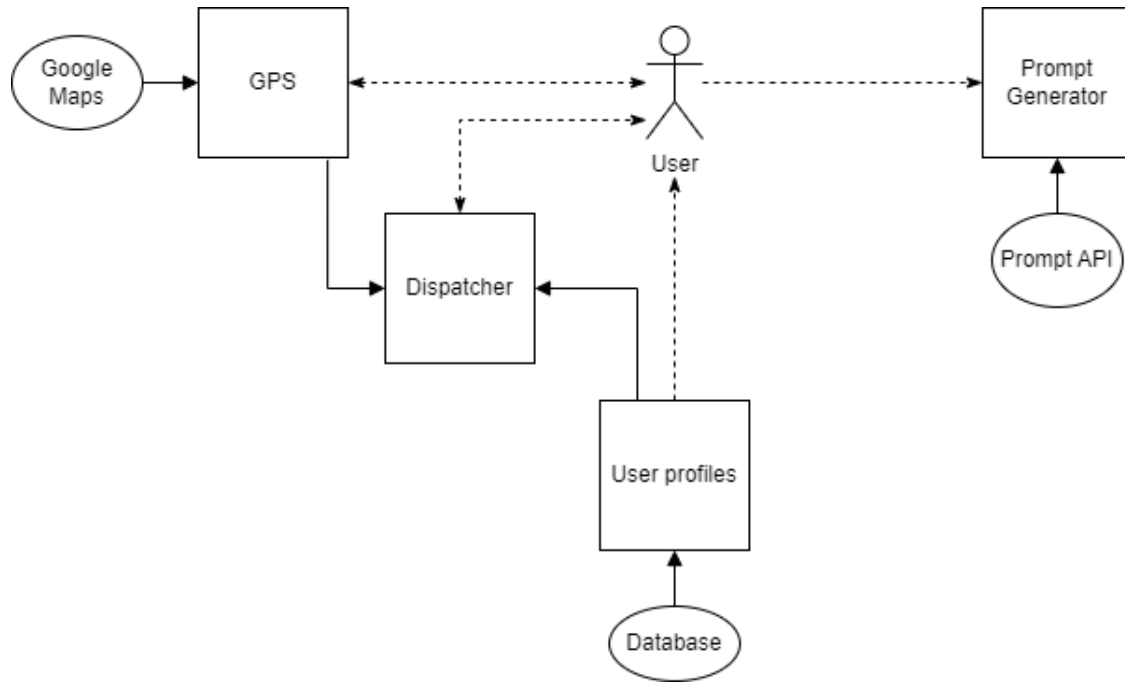 Google
Maps
GPS
User
Prompt
Generator
Dispatcher
Prompt API
User profiles
Database